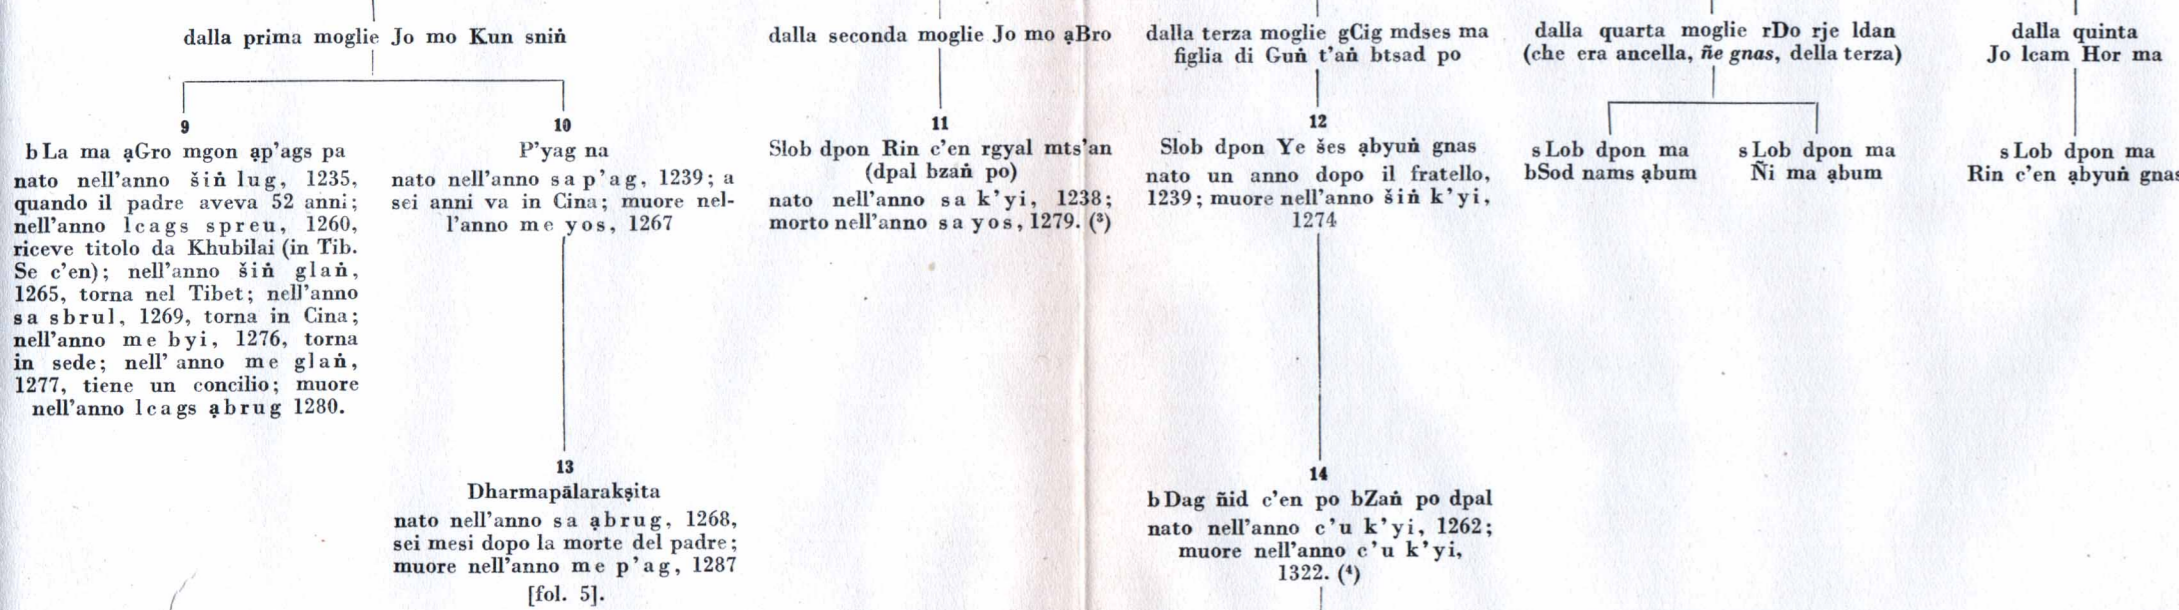 dalla prima moglie Jo mo Kun sniṅ
9
bLa ma ạGro mgon ạp’ags pa
nato nell’anno šiṅ lug, 1235,
quando il padre aveva 52 anni;
nell’anno lcags spreu, 1260,
riceve titolo da Khubilai (in Tib.
Se c’en); nell’anno šiṅ glaṅ,
1265, torna nel Tibet; nell’anno
sa sbrul, 1269, torna in Cina;
nell’anno me byi, 1276, torna
in sede; nell’ anno me glaṅ,
1277, tiene un concilio; muore
nell’anno lcags ạbrug 1280.
10
P’yag na
nato nell’anno sa p’ag, 1239; a
sei anni va in Cina; muore nel-
l’anno me yos, 1267
13
Dharmapālarakṣita
nato nell’anno sa ạbrug, 1268,
sei mesi dopo la morte del padre;
muore nell’anno me p’ag, 1287
[fol. 5].
dalla seconda moglie Jo mo ạBro
11
Slob dpon Rin c’en rgyal mts’an
(dpal bzaṅ po)
nato nell’anno sa k’yi, 1238;
morto nell’anno sa yos, 1279. (³)
dalla terza moglie gCig mdses ma
figlia di Guṅ t’aṅ btsad po
12
Slob dpon Ye šes ạbyuṅ gnas
nato un anno dopo il fratello,
1239; muore nell’anno šiṅ k’yi,
1274
14
bDag ñid c’en po bZaṅ po dpal
nato nell’anno c’u k’yi, 1262;
muore nell’anno c’u k’yi,
1322. (⁴)
dalla quarta moglie rDo rje ldan
(che era ancella, ñe gnas, della terza)
sLob dpon ma
bSod nams ạbum
sLob dpon ma
Ñi ma ạbum
dalla quinta
Jo lcam Hor ma
sLob dpon ma
Rin c’en ạbyuṅ gnas